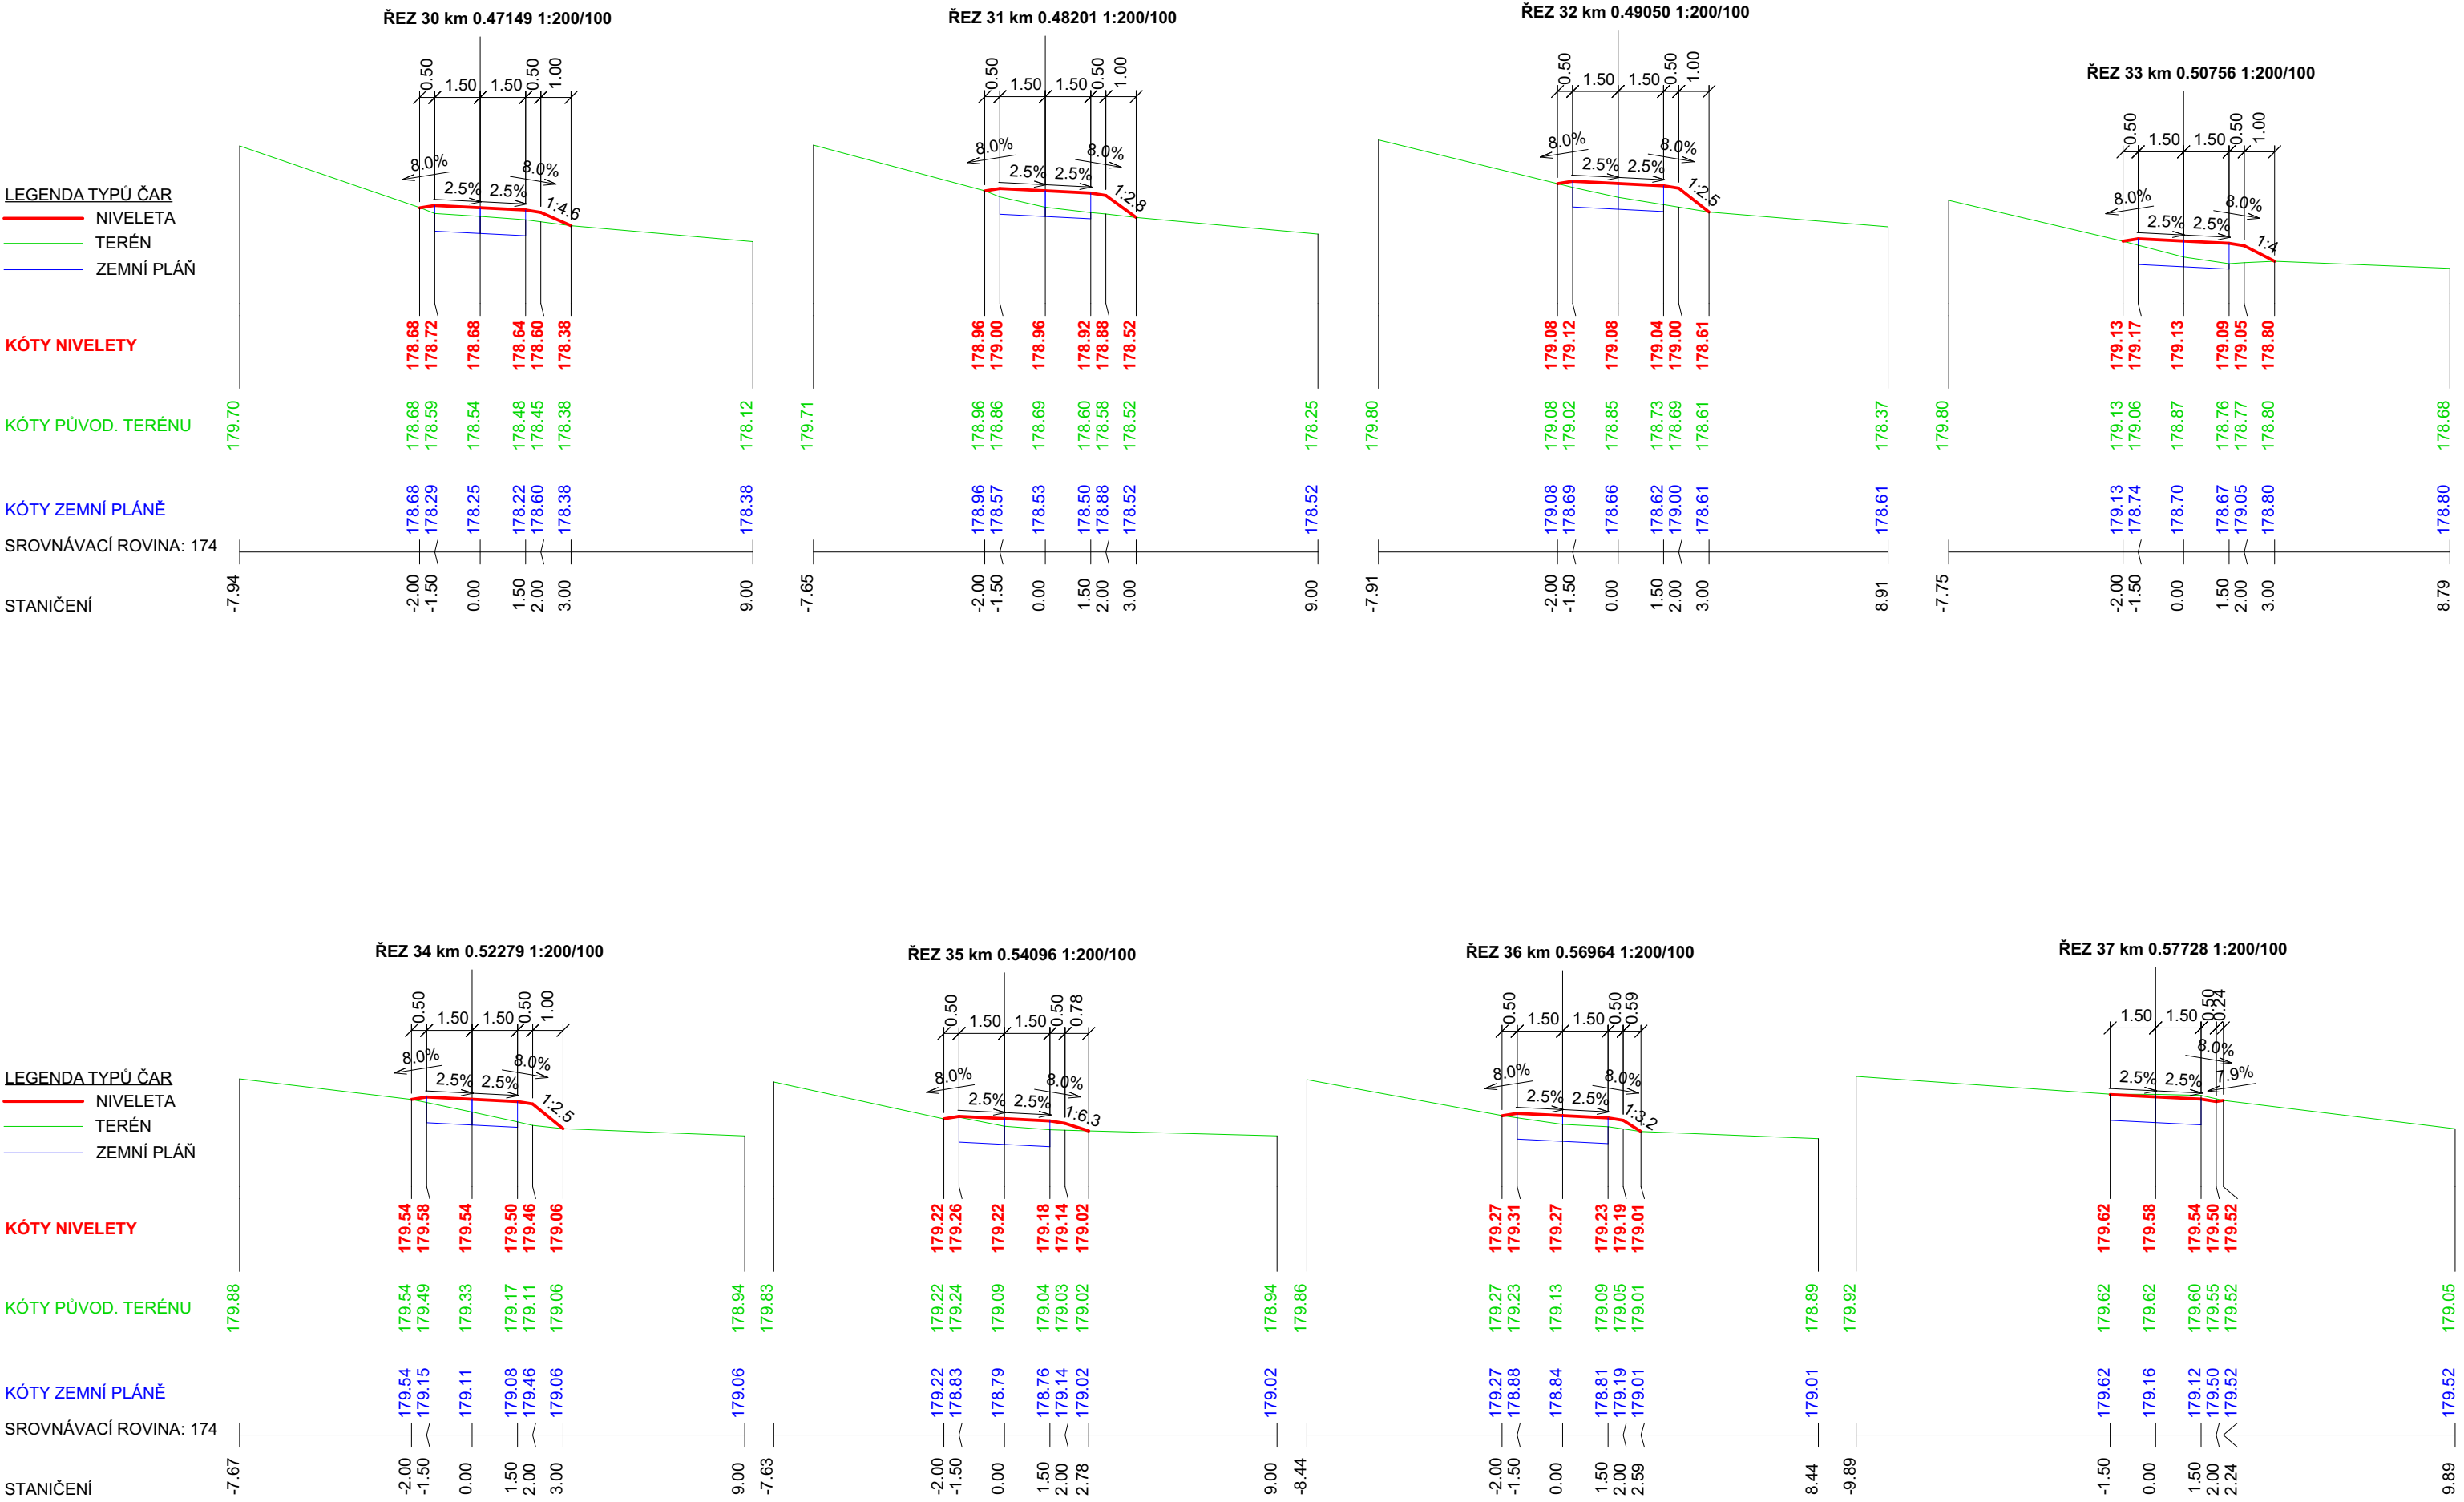 ŘEZ 30 km 0.47149 1:200/100
0.50 1.50 1.50 0.50 1.00
8.0% 2.5% 2.5% 8.0% 1:4.6
ŘEZ 31 km 0.48201 1:200/100
0.50 1.50 1.50 0.50 1.00
8.0% 2.5% 2.5% 8.0% 1:2.8
ŘEZ 32 km 0.49050 1:200/100
0.50 1.50 1.50 0.50 1.00
8.0% 2.5% 2.5% 8.0% 1:2.5
ŘEZ 33 km 0.50756 1:200/100
0.50 1.50 1.50 0.50 1.00
8.0% 2.5% 2.5% 8.0% 1:4
LEGENDA TYPŮ ČAR
NIVELETA
TERÉN
ZEMNÍ PLÁŇ
KÓTY NIVELETY
178.68 178.72 178.68 178.64 178.60 178.38
178.96 179.00 178.96 178.92 178.88 178.52
179.08 179.12 179.08 179.04 179.00 178.61
179.13 179.17 179.13 179.09 179.05 178.80
KÓTY PŮVOD. TERÉNU
179.70 178.68 178.59 178.54 178.48 178.45 178.38 178.12
179.71 178.96 178.86 178.69 178.60 178.58 178.52 178.25
179.80 179.08 179.02 178.85 178.73 178.69 178.61 178.37
179.80 179.13 179.06 178.87 178.76 178.77 178.80 178.68
KÓTY ZEMNÍ PLÁNĚ
178.68 178.29 178.25 178.22 178.60 178.38 178.38
178.96 178.57 178.53 178.50 178.88 178.52 178.52
179.08 178.69 178.66 178.62 179.00 178.61 178.61
179.13 178.74 178.70 178.67 179.05 178.80 178.80
SROVNÁVACÍ ROVINA: 174
STANIČENÍ
-7.94 -2.00 -1.50 0.00 1.50 2.00 3.00 9.00
-7.65 -2.00 -1.50 0.00 1.50 2.00 3.00 9.00
-7.91 -2.00 -1.50 0.00 1.50 2.00 3.00 8.91
-7.75 -2.00 -1.50 0.00 1.50 2.00 3.00 8.79
ŘEZ 34 km 0.52279 1:200/100
0.50 1.50 1.50 0.50 1.00
8.0% 2.5% 2.5% 8.0% 1:2.5
ŘEZ 35 km 0.54096 1:200/100
0.50 1.50 1.50 0.50 0.78
8.0% 2.5% 2.5% 8.0% 1:6.3
ŘEZ 36 km 0.56964 1:200/100
0.50 1.50 1.50 0.50 0.59
8.0% 2.5% 2.5% 8.0% 1:3.2
ŘEZ 37 km 0.57728 1:200/100
1.50 1.50 0.50 0.24
2.5% 2.5% 8.0% 7.9%
LEGENDA TYPŮ ČAR
NIVELETA
TERÉN
ZEMNÍ PLÁŇ
KÓTY NIVELETY
179.54 179.58 179.54 179.50 179.46 179.06
179.22 179.26 179.22 179.18 179.14 179.02
179.27 179.31 179.27 179.23 179.19 179.01
179.62 179.58 179.54 179.50 179.52
KÓTY PŮVOD. TERÉNU
179.88 179.54 179.49 179.33 179.17 179.11 179.06 178.94
179.83 179.22 179.24 179.09 179.04 179.03 179.02 178.94
179.86 179.27 179.23 179.13 179.09 179.05 179.01 178.89
179.92 179.62 179.62 179.60 179.55 179.52 179.05
KÓTY ZEMNÍ PLÁNĚ
179.54 179.15 179.11 179.08 179.46 179.06 179.06
179.22 178.83 178.79 178.76 179.14 179.02 179.02
179.27 178.88 178.84 178.81 179.19 179.01 179.01
179.62 179.16 179.12 179.50 179.52 179.52
SROVNÁVACÍ ROVINA: 174
STANIČENÍ
-7.67 -2.00 -1.50 0.00 1.50 2.00 3.00 9.00
-7.63 -2.00 -1.50 0.00 1.50 2.00 2.78 9.00
-8.44 -2.00 -1.50 0.00 1.50 2.00 2.59 8.44
-9.89 -1.50 0.00 1.50 2.00 2.24 9.89